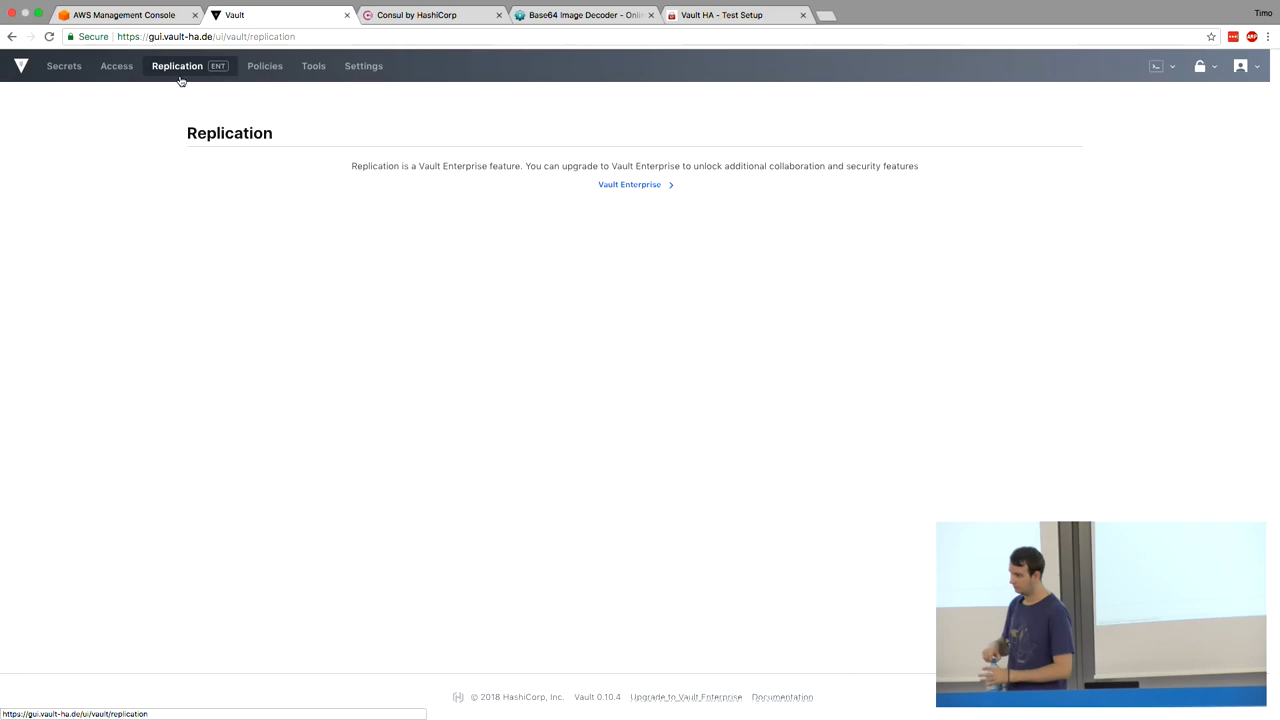 AWS Management Console
Vault
Consul by HashiCorp
Base64 Image Decoder - Onlin
Vault HA - Test Setup
Timo
Secure
https://gui.vault-ha.de/ui/vault/replication
ABP
Secrets
Access
Replication ENT
Policies
Tools
Settings
Replication
Replication is a Vault Enterprise feature. You can upgrade to Vault Enterprise to unlock additional collaboration and security features
Vault Enterprise
© 2018 HashiCorp, Inc.
Vault 0.10.4
Upgrade to Vault Enterprise
Documentation
https://gui.vault-ha.de/ui/vault/replication